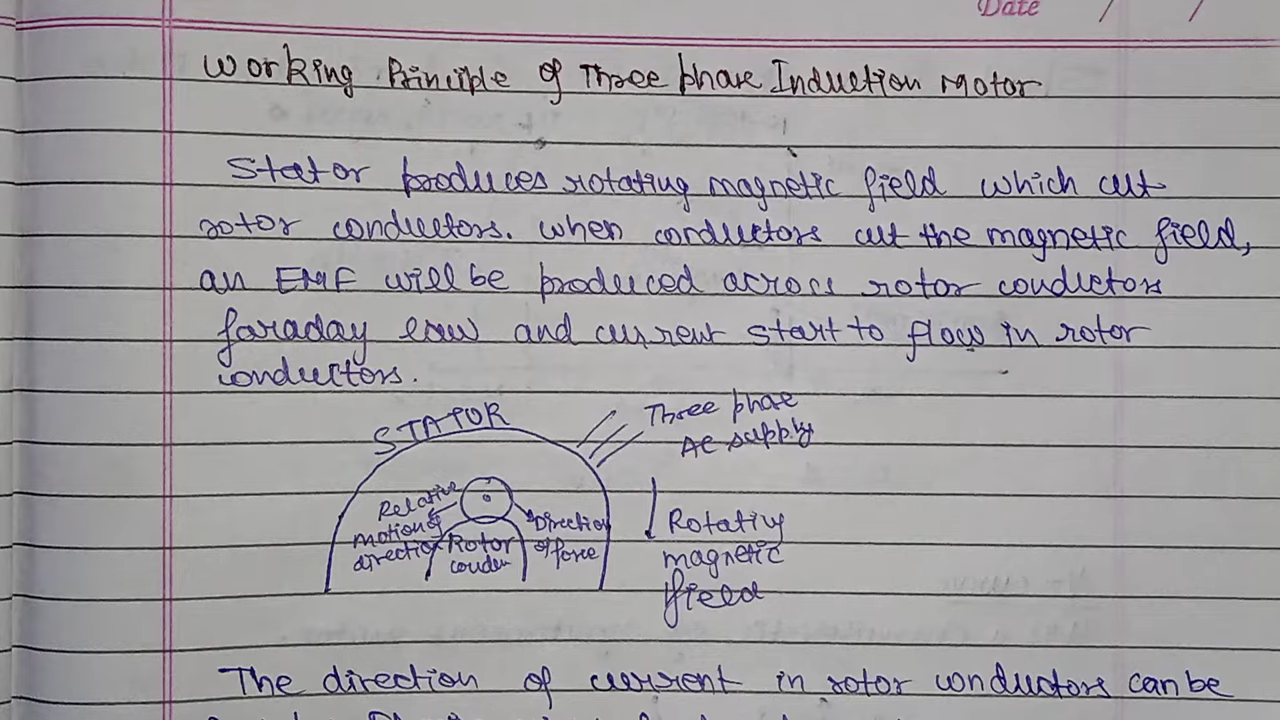 Date / /
Working Principle of Three phase Induction Motor
Stator produces rotating magnetic field which cut
rotor conductors. when conductors cut the magnetic field,
an EMF will be produced across rotor conductors
faraday law and current start to flow in rotor
conductors.
STATOR
Three phase
AC supply
Relative
motion &
direction
Rotor
conden
Direction
of force
Rotating
magnetic
field
The direction of current in rotor conductors can be